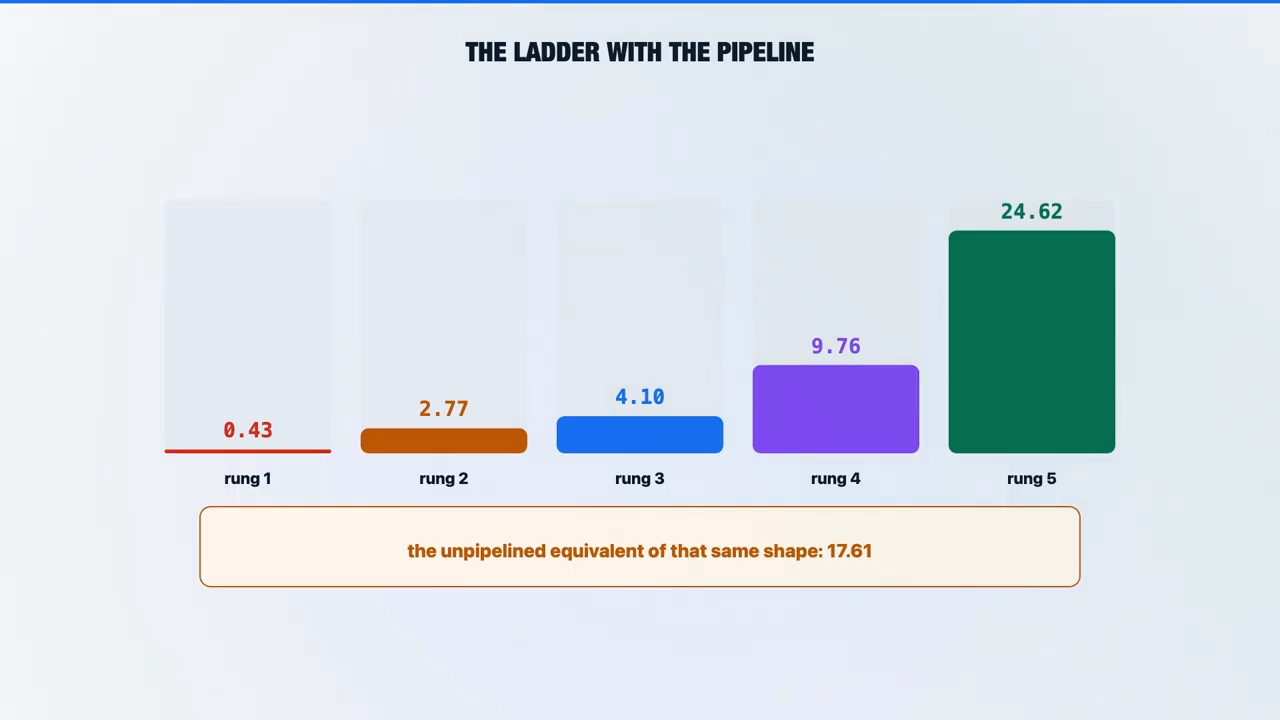 THE LADDER WITH THE PIPELINE
0.43
2.77
4.10
9.76
24.62
rung 1
rung 2
rung 3
rung 4
rung 5
the unpipelined equivalent of that same shape: 17.61